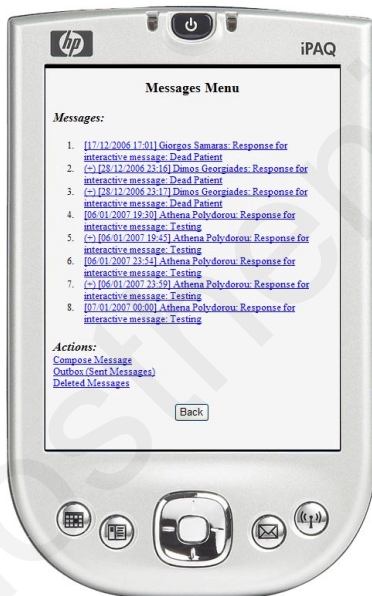 hp
iPAQ
Messages Menu
Messages:
1. [17/12/2006 17:01] Giorgos Samaras: Response for
interactive message: Dead Patient
2. (+) [28/12/2006 23:16] Dimos Georgiades: Response for
interactive message: Dead Patient
3. (+) [28/12/2006 23:17] Dimos Georgiades: Response for
interactive message: Dead Patient
4. [06/01/2007 19:30] Athena Polydorou: Response for
interactive message: Testing
5. (+) [06/01/2007 19:45] Athena Polydorou: Response for
interactive message: Testing
6. [06/01/2007 23:54] Athena Polydorou: Response for
interactive message: Testing
7. (+) [06/01/2007 23:59] Athena Polydorou: Response for
interactive message: Testing
8. [07/01/2007 00:00] Athena Polydorou: Response for
interactive message: Testing
Actions:
Compose Message
Outbox (Sent Messages)
Deleted Messages
Back